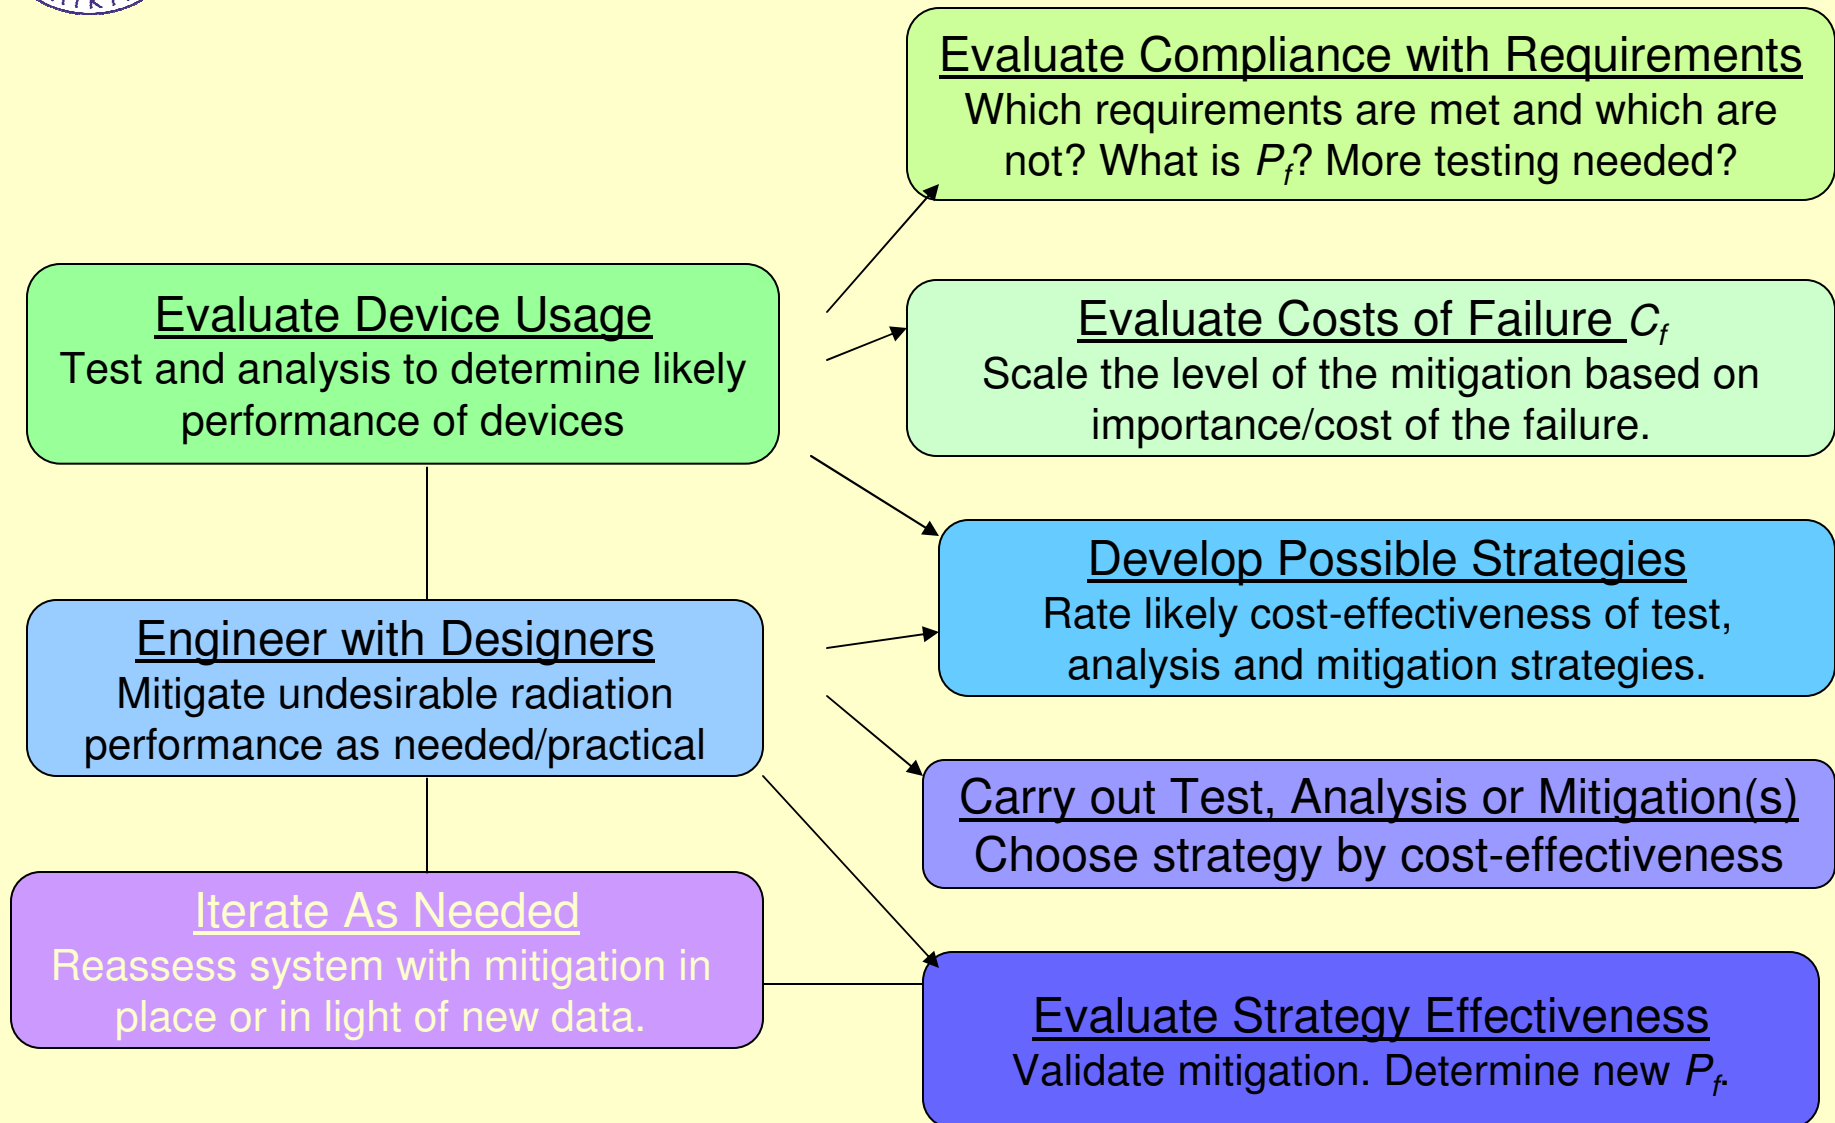 Evaluate Compliance with Requirements
Which requirements are met and which are
not? What is Pf? More testing needed?
Evaluate Device Usage
Test and analysis to determine likely
performance of devices
Evaluate Costs of Failure Cf
Scale the level of the mitigation based on
importance/cost of the failure.
Develop Possible Strategies
Rate likely cost-effectiveness of test,
analysis and mitigation strategies.
Engineer with Designers
Mitigate undesirable radiation
performance as needed/practical
Carry out Test, Analysis or Mitigation(s)
Choose strategy by cost-effectiveness
Iterate As Needed
Reassess system with mitigation in
place or in light of new data.
Evaluate Strategy Effectiveness
Validate mitigation. Determine new Pf.